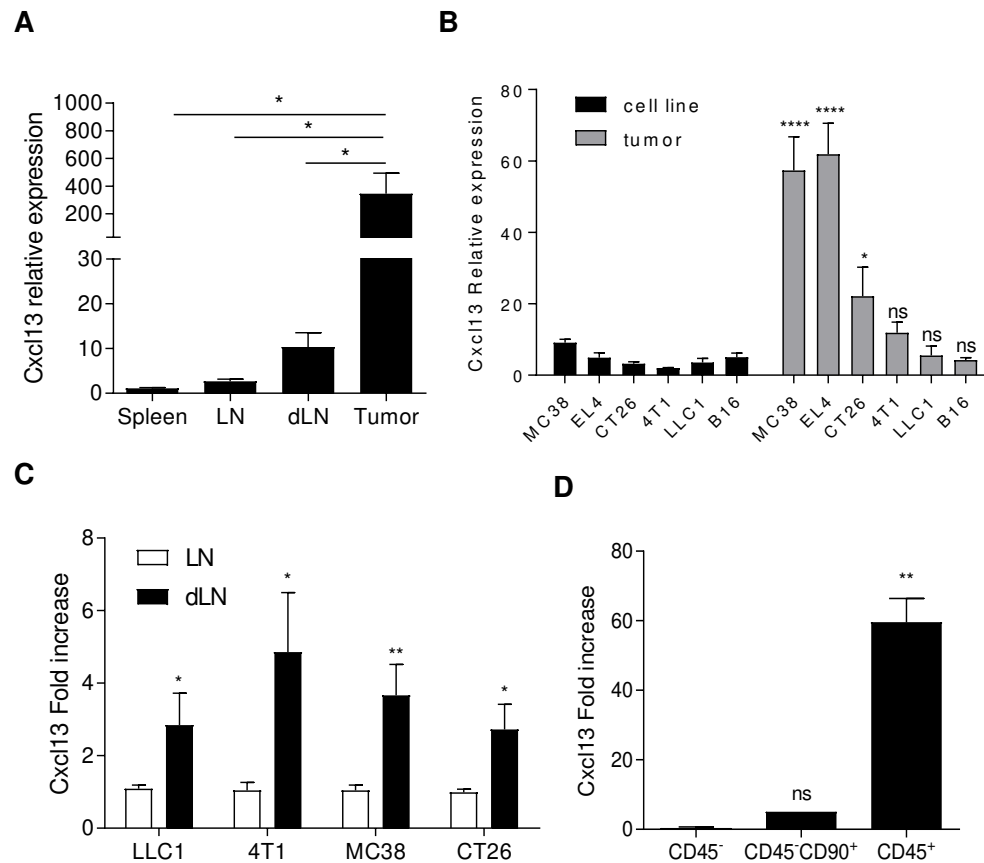 A
Cxcl13 relative expression
1000
800
600
400
200
30
20
10
0
*
*
*
Spleen LN dLN Tumor
B
Cxcl13 Relative expression
80
60
40
20
0
cell line
tumor
**** ****
*
ns
ns
ns
MC38 EL4 CT26 4T1 LLC1 B16 MC38 EL4 CT26 4T1 LLC1 B16
C
Cxcl13 Fold increase
8
6
4
2
0
LN
dLN
*
*
**
*
LLC1 4T1 MC38 CT26
D
Cxcl13 Fold increase
80
60
40
20
0
ns
**
CD45⁻ CD45⁻CD90⁺ CD45⁺